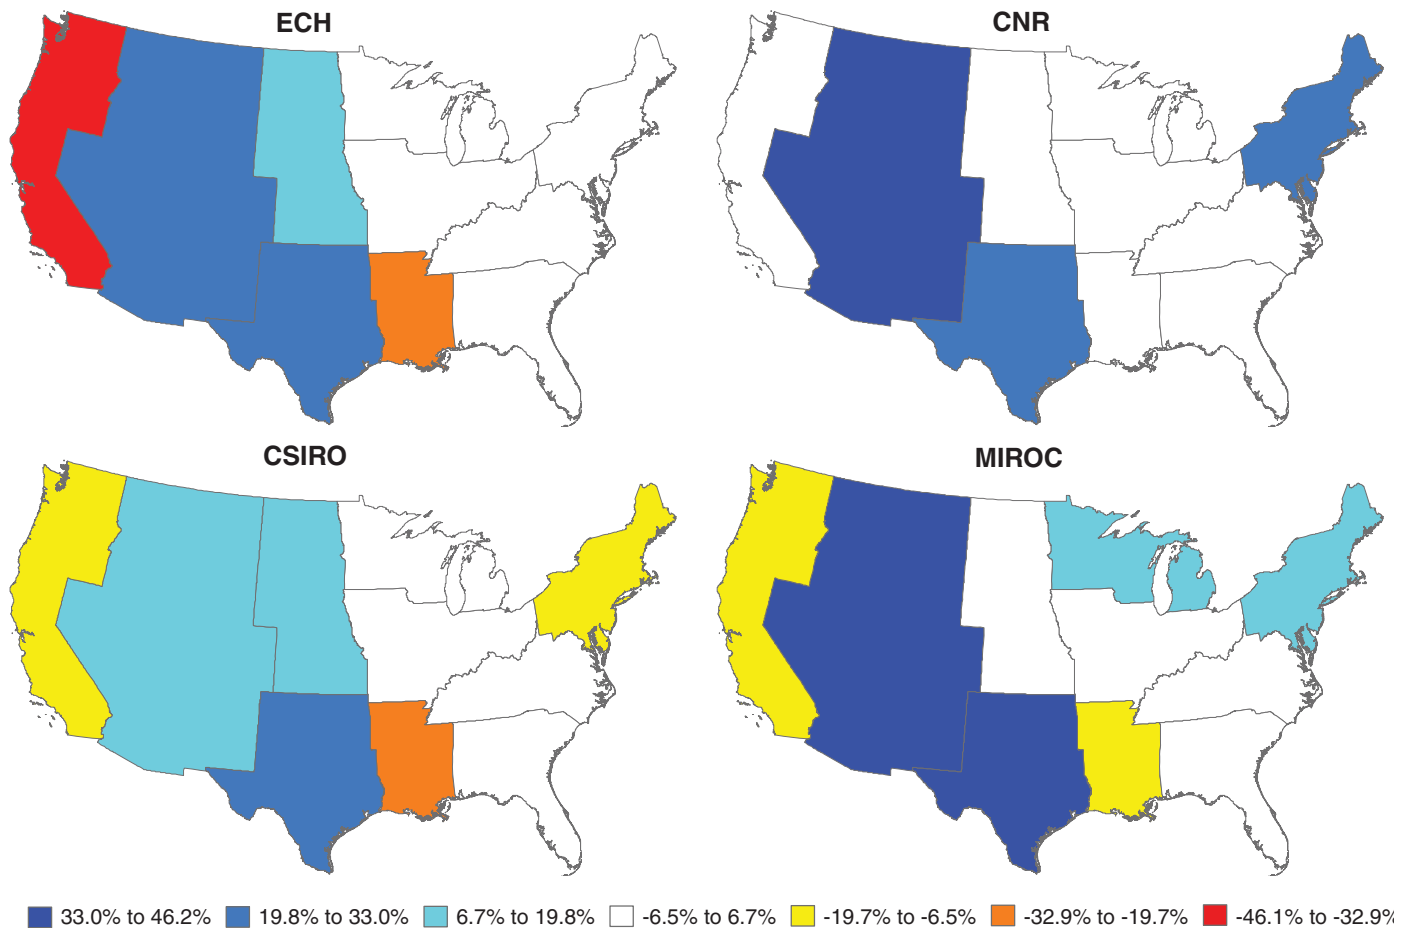 ECH
CNR
CSIRO
MIROC
33.0% to 46.2% 19.8% to 33.0% 6.7% to 19.8% -6.5% to 6.7% -19.7% to -6.5% -32.9% to -19.7% -46.1% to -32.9%